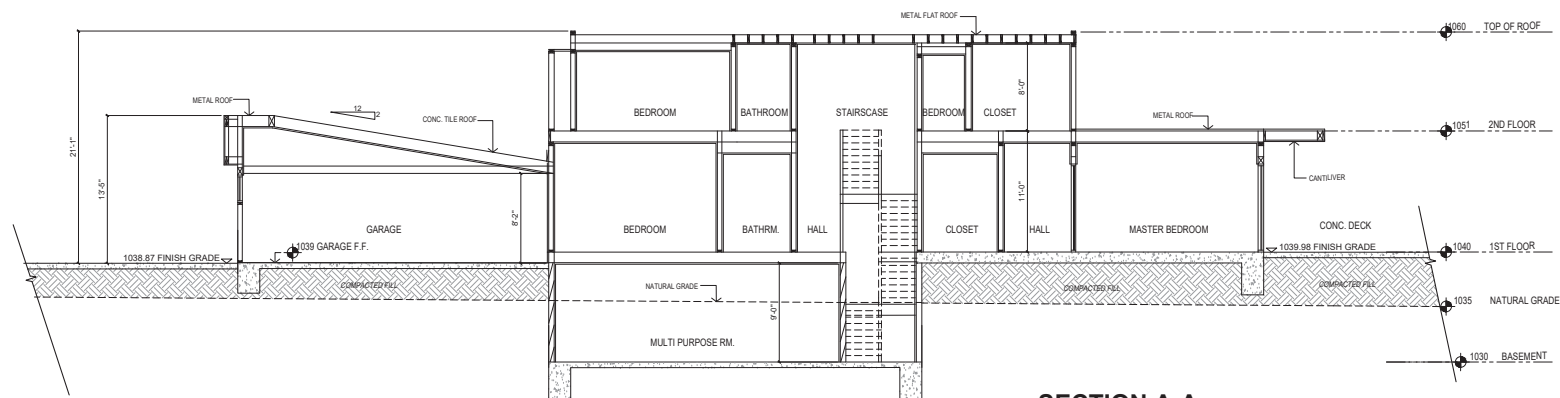 METAL FLAT ROOF
1060 TOP OF ROOF
METAL ROOF
12
2
CONC. TILE ROOF
BEDROOM
BATHROOM
STAIRSCASE
BEDROOM
CLOSET
8'-0"
METAL ROOF
1051 2ND FLOOR
21'-1"
13'-5"
CANTILIVER
8'-2"
11'-0"
GARAGE
BEDROOM
BATHRM.
HALL
CLOSET
HALL
MASTER BEDROOM
CONC. DECK
1039 GARAGE F.F.
1038.87 FINISH GRADE
1039.98 FINISH GRADE
1040 1ST FLOOR
COMPACTED FILL
NATURAL GRADE
COMPACTED FILL
COMPACTED FILL
1035 NATURAL GRADE
9'-0"
MULTI PURPOSE RM.
1030 BASEMENT
SECTION A-A